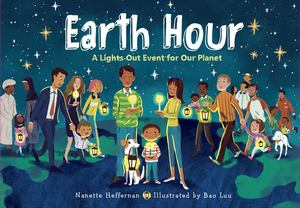 Earth Hour
A Lights-Out Event for Our Planet
Nanette Heffernan Illustrated by Bao Luu